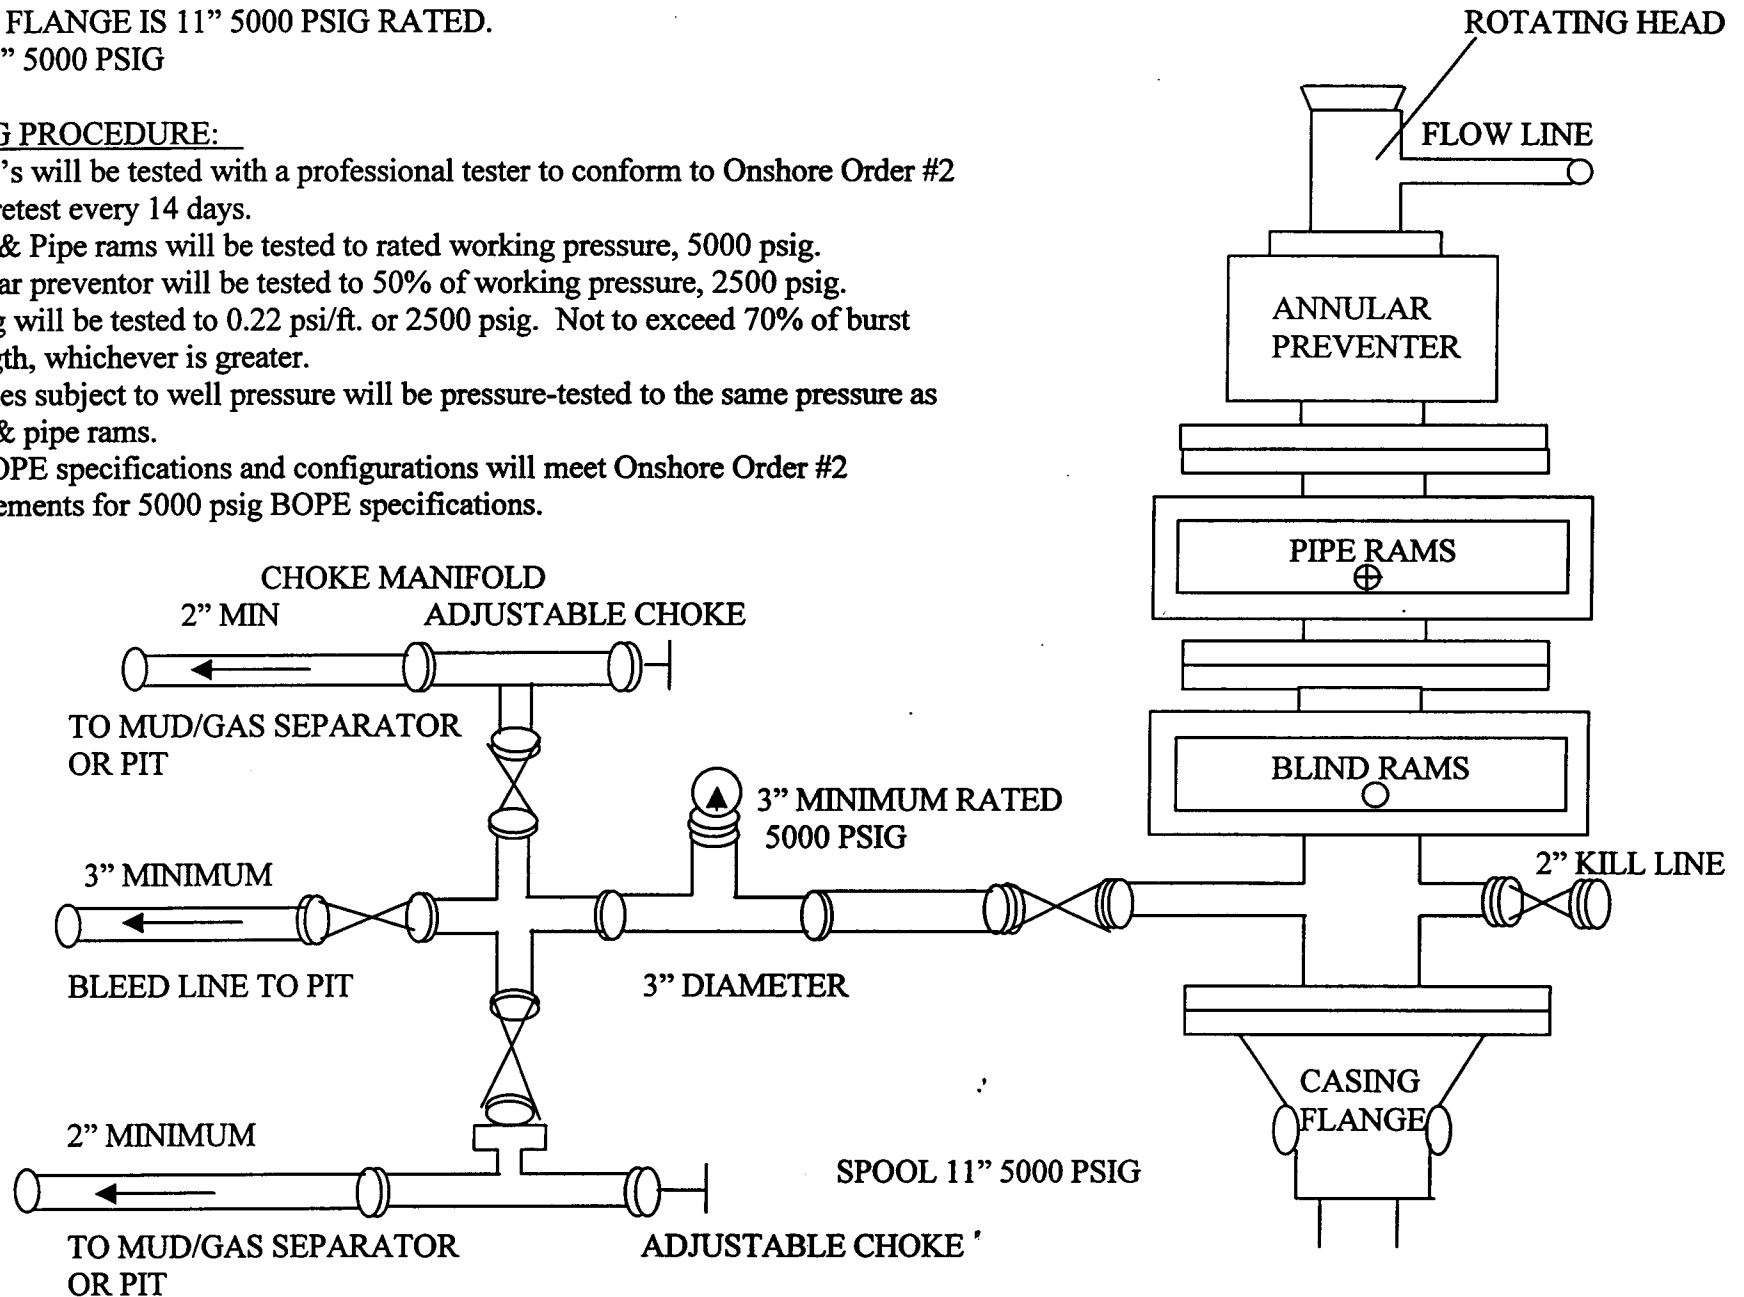 FLANGE IS 11” 5000 PSIG RATED.
” 5000 PSIG
G PROCEDURE:
’s will be tested with a professional tester to conform to Onshore Order #2
retest every 14 days.
& Pipe rams will be tested to rated working pressure, 5000 psig.
ar preventor will be tested to 50% of working pressure, 2500 psig.
g will be tested to 0.22 psi/ft. or 2500 psig. Not to exceed 70% of burst
gth, whichever is greater.
es subject to well pressure will be pressure-tested to the same pressure as
& pipe rams.
OPE specifications and configurations will meet Onshore Order #2
ements for 5000 psig BOPE specifications.
ROTATING HEAD
FLOW LINE
ANNULAR
PREVENTER
PIPE RAMS
BLIND RAMS
2” KILL LINE
CASING
FLANGE
SPOOL 11” 5000 PSIG
CHOKE MANIFOLD
2” MIN
ADJUSTABLE CHOKE
TO MUD/GAS SEPARATOR
OR PIT
3” MINIMUM RATED
5000 PSIG
3” MINIMUM
BLEED LINE TO PIT
3” DIAMETER
2” MINIMUM
TO MUD/GAS SEPARATOR
OR PIT
ADJUSTABLE CHOKE